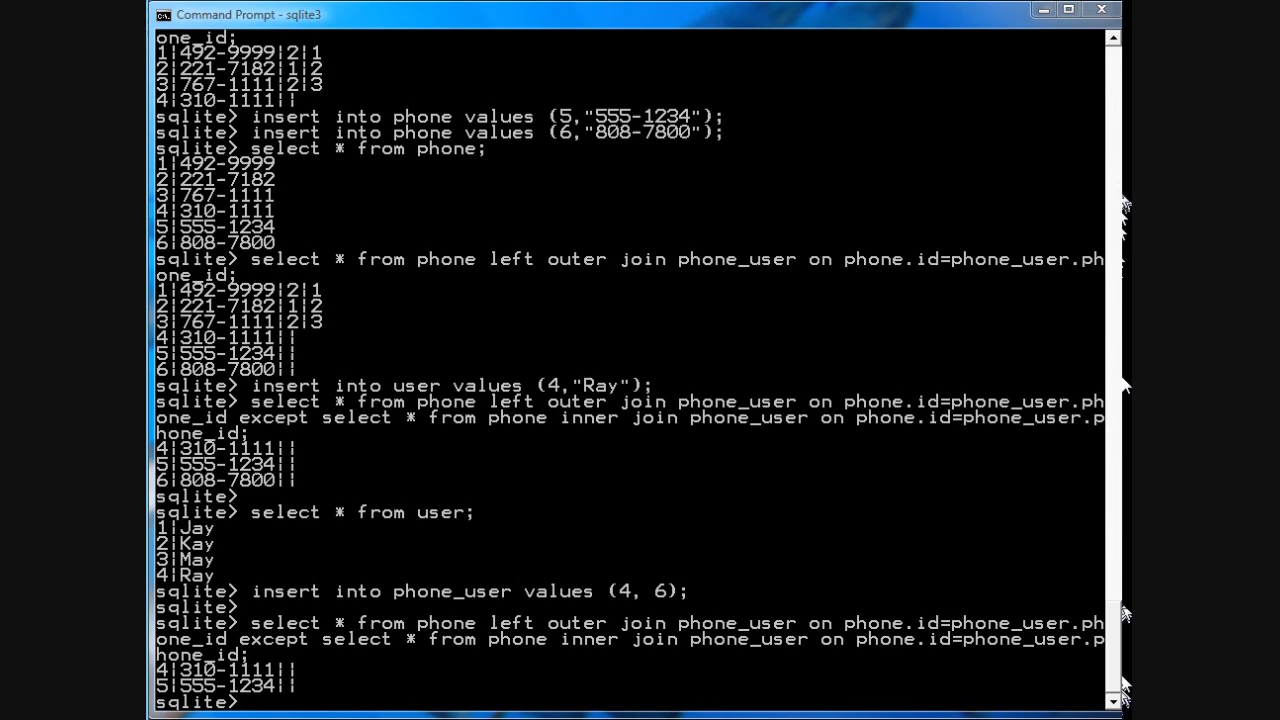 Command Prompt - sqlite3
one_id;
1|492-9999|2|1
2|221-7182|1|2
3|767-1111|2|3
4|310-1111||
sqlite> insert into phone values (5,"555-1234");
sqlite> insert into phone values (6,"808-7800");
sqlite> select * from phone;
1|492-9999
2|221-7182
3|767-1111
4|310-1111
5|555-1234
6|808-7800
sqlite> select * from phone left outer join phone_user on phone.id=phone_user.ph
one_id;
1|492-9999|2|1
2|221-7182|1|2
3|767-1111|2|3
4|310-1111||
5|555-1234||
6|808-7800||
sqlite> insert into user values (4,"Ray");
sqlite> select * from phone left outer join phone_user on phone.id=phone_user.ph
one_id except select * from phone inner join phone_user on phone.id=phone_user.p
hone_id;
4|310-1111||
5|555-1234||
6|808-7800||
sqlite>
sqlite> select * from user;
1|Jay
2|Kay
3|May
4|Ray
sqlite> insert into phone_user values (4, 6);
sqlite>
sqlite> select * from phone left outer join phone_user on phone.id=phone_user.ph
one_id except select * from phone inner join phone_user on phone.id=phone_user.p
hone_id;
4|310-1111||
5|555-1234||
sqlite>